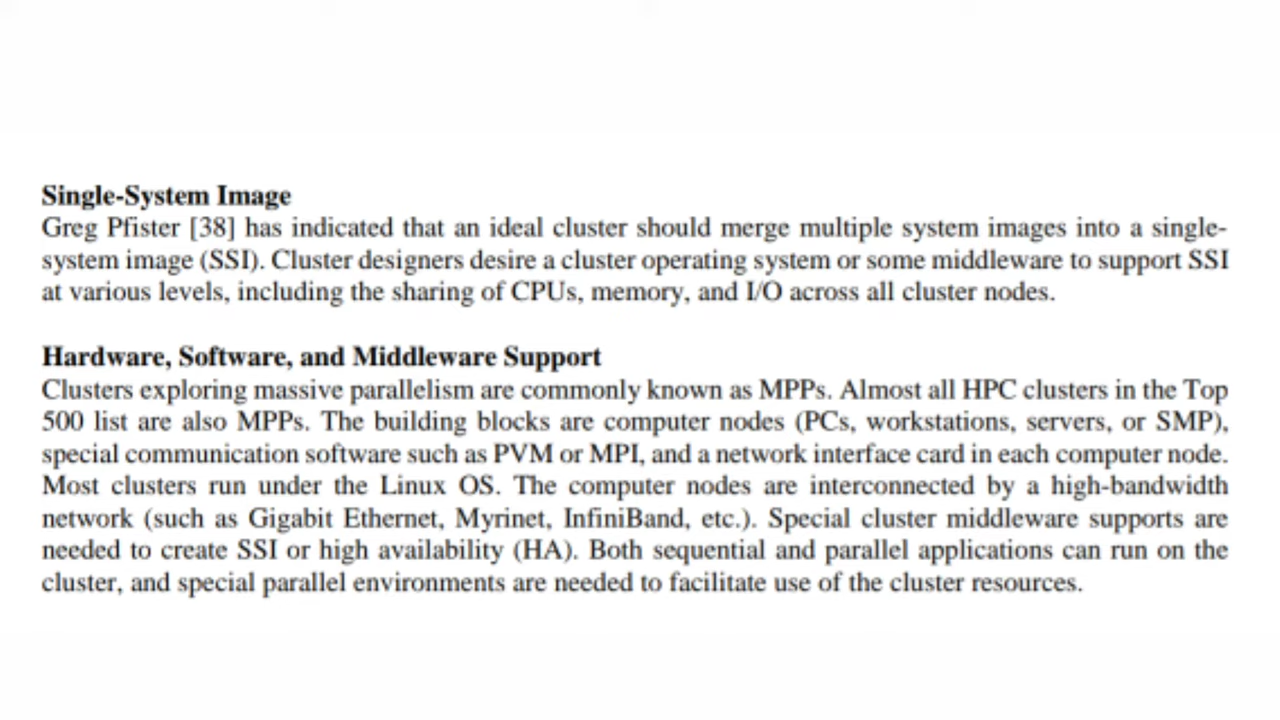 Single-System Image
Greg Pfister [38] has indicated that an ideal cluster should merge multiple system images into a single-
system image (SSI). Cluster designers desire a cluster operating system or some middleware to support SSI
at various levels, including the sharing of CPUs, memory, and I/O across all cluster nodes.
Hardware, Software, and Middleware Support
Clusters exploring massive parallelism are commonly known as MPPs. Almost all HPC clusters in the Top
500 list are also MPPs. The building blocks are computer nodes (PCs, workstations, servers, or SMP),
special communication software such as PVM or MPI, and a network interface card in each computer node.
Most clusters run under the Linux OS. The computer nodes are interconnected by a high-bandwidth
network (such as Gigabit Ethernet, Myrinet, InfiniBand, etc.). Special cluster middleware supports are
needed to create SSI or high availability (HA). Both sequential and parallel applications can run on the
cluster, and special parallel environments are needed to facilitate use of the cluster resources.